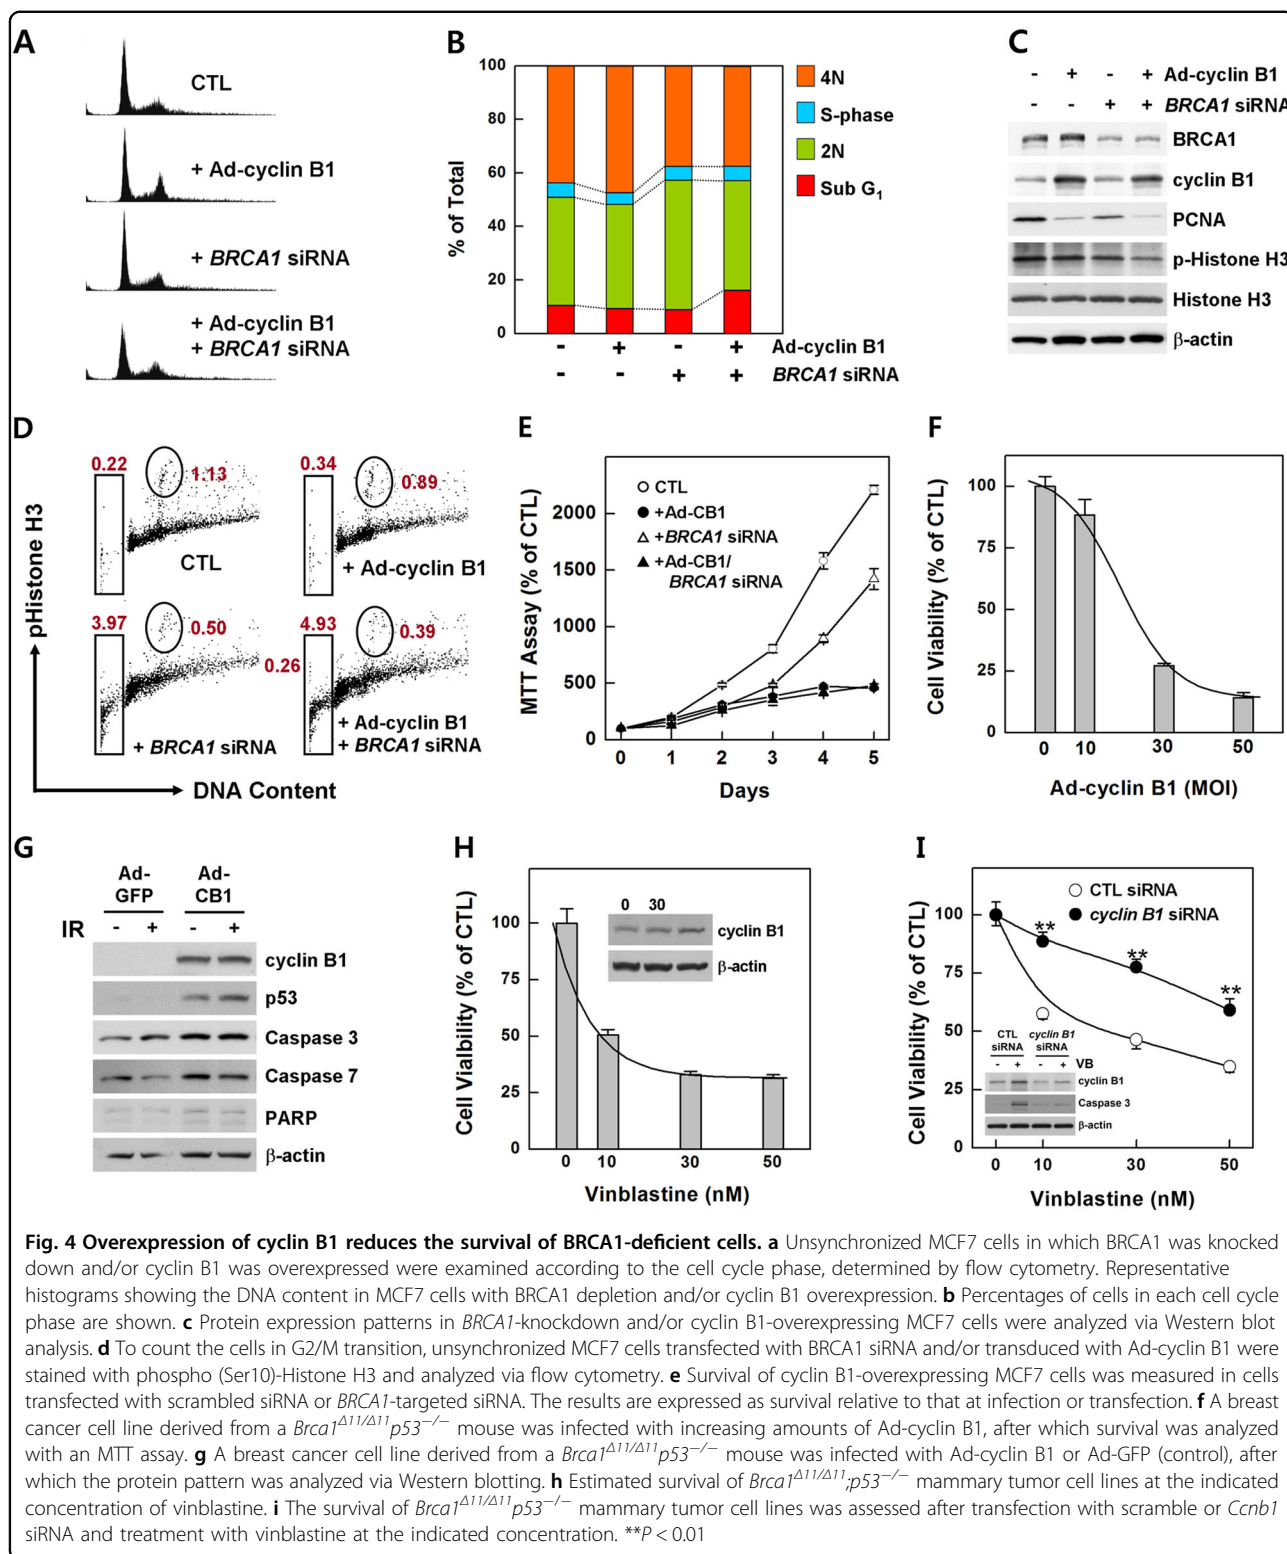 A
CTL
+ Ad-cyclin B1
+ BRCA1 siRNA
+ Ad-cyclin B1
+ BRCA1 siRNA
B
% of Total
100
80
60
40
20
0
4N
S-phase
2N
Sub G1
- + - + Ad-cyclin B1
- - + + BRCA1 siRNA
C
- + - + Ad-cyclin B1
- - + + BRCA1 siRNA
BRCA1
cyclin B1
PCNA
p-Histone H3
Histone H3
β-actin
D
pHistone H3
0.22
1.13
CTL
0.34
0.89
+ Ad-cyclin B1
3.97
0.50
+ BRCA1 siRNA
4.93
0.39
0.26
+ Ad-cyclin B1
+ BRCA1 siRNA
DNA Content
E
MTT Assay (% of CTL)
2000
1500
1000
500
0
CTL
+Ad-CB1
+BRCA1 siRNA
+Ad-CB1/
BRCA1 siRNA
0 1 2 3 4 5
Days
F
Cell Viability (% of CTL)
100
75
50
25
0
0 10 30 50
Ad-cyclin B1 (MOI)
G
Ad- Ad-
GFP CB1
IR - + - +
cyclin B1
p53
Caspase 3
Caspase 7
PARP
β-actin
H
Cell Vialbility (% of CTL)
100
75
50
25
0
0 30
cyclin B1
β-actin
0 10 30 50
Vinblastine (nM)
I
Cell Viability (% of CTL)
100
75
50
25
0
CTL siRNA
cyclin B1 siRNA
**
**
**
CTL cyclin B1
siRNA siRNA
- + - + VB
cyclin B1
Caspase 3
β-actin
0 10 30 50
Vinblastine (nM)
Fig. 4 Overexpression of cyclin B1 reduces the survival of BRCA1-deficient cells. a Unsynchronized MCF7 cells in which BRCA1 was knocked
down and/or cyclin B1 was overexpressed were examined according to the cell cycle phase, determined by flow cytometry. Representative
histograms showing the DNA content in MCF7 cells with BRCA1 depletion and/or cyclin B1 overexpression. b Percentages of cells in each cell cycle
phase are shown. c Protein expression patterns in BRCA1-knockdown and/or cyclin B1-overexpressing MCF7 cells were analyzed via Western blot
analysis. d To count the cells in G2/M transition, unsynchronized MCF7 cells transfected with BRCA1 siRNA and/or transduced with Ad-cyclin B1 were
stained with phospho (Ser10)-Histone H3 and analyzed via flow cytometry. e Survival of cyclin B1-overexpressing MCF7 cells was measured in cells
transfected with scrambled siRNA or BRCA1-targeted siRNA. The results are expressed as survival relative to that at infection or transfection. f A breast
cancer cell line derived from a Brca1Δ11/Δ11p53−/− mouse was infected with increasing amounts of Ad-cyclin B1, after which survival was analyzed
with an MTT assay. g A breast cancer cell line derived from a Brca1Δ11/Δ11p53−/− mouse was infected with Ad-cyclin B1 or Ad-GFP (control), after
which the protein pattern was analyzed via Western blotting. h Estimated survival of Brca1Δ11/Δ11;p53−/− mammary tumor cell lines at the indicated
concentration of vinblastine. i The survival of Brca1Δ11/Δ11p53−/− mammary tumor cell lines was assessed after transfection with scramble or Ccnb1
siRNA and treatment with vinblastine at the indicated concentration. **P < 0.01